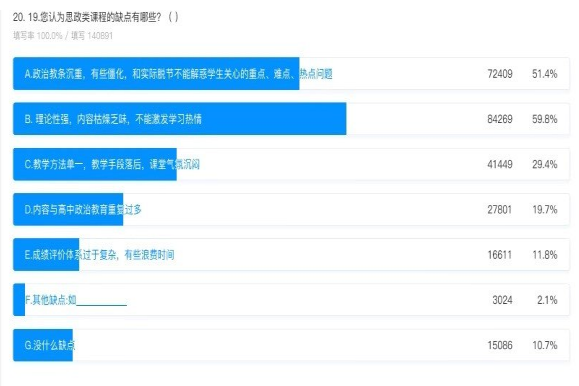 20. 19.您认为思政类课程的缺点有哪些？（ ）
填写率 100.0% / 填写 140891
A.政治教条沉重，有些僵化，和实际脱节不能解惑学生关心的重点、难点、热点问题 72409 51.4%
B. 理论性强，内容枯燥乏味，不能激发学习热情 84269 59.8%
C.教学方法单一，教学手段落后，课堂气氛沉闷 41449 29.4%
D.内容与高中政治教育重复过多 27801 19.7%
E.成绩评价体系过于复杂，有些浪费时间 16611 11.8%
F.其他缺点:如__________ 3024 2.1%
G.没什么缺点 15086 10.7%